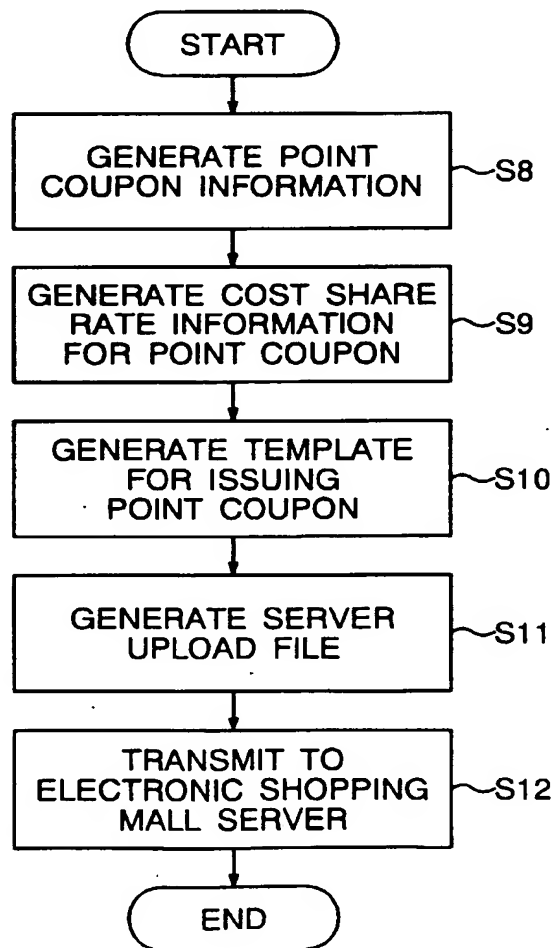 START
GENERATE POINT
COUPON INFORMATION
S8
GENERATE COST SHARE
RATE INFORMATION
FOR POINT COUPON
S9
GENERATE TEMPLATE
FOR ISSUING
POINT COUPON
S10
GENERATE SERVER
UPLOAD FILE
S11
TRANSMIT TO
ELECTRONIC SHOPPING
MALL SERVER
S12
END